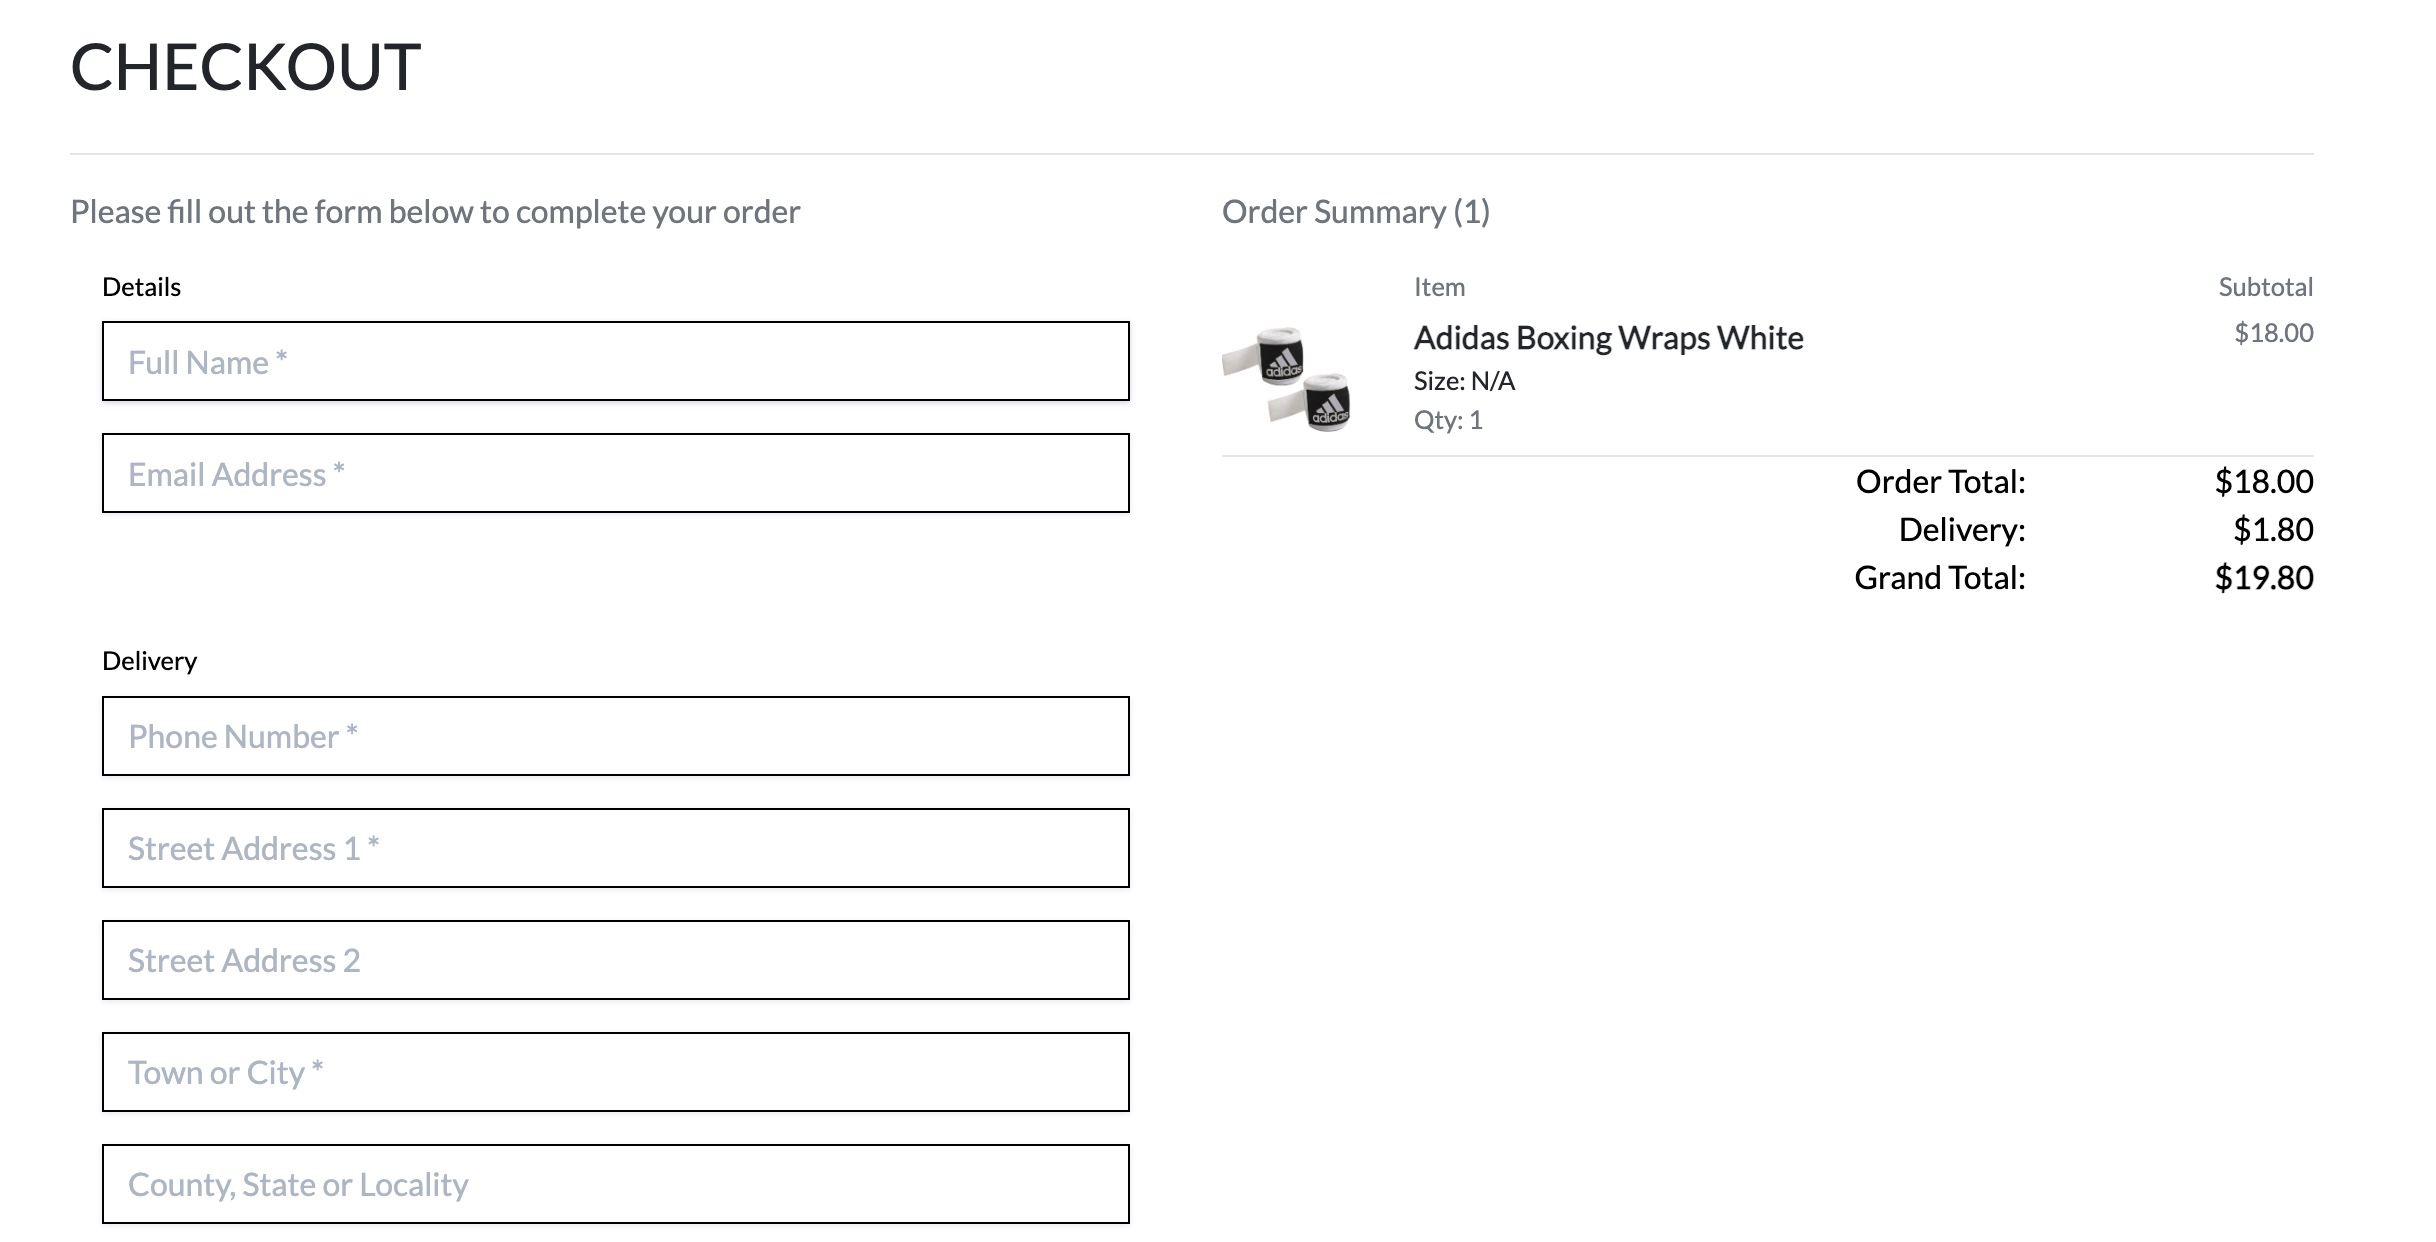 CHECKOUT
Please fill out the form below to complete your order
Details
Full Name *
Email Address *
Delivery
Phone Number *
Street Address 1 *
Street Address 2
Town or City *
County, State or Locality
Order Summary (1)
Item Subtotal
Adidas Boxing Wraps White $18.00
Size: N/A
Qty: 1
adidas
adidas
Order Total: $18.00
Delivery: $1.80
Grand Total: $19.80